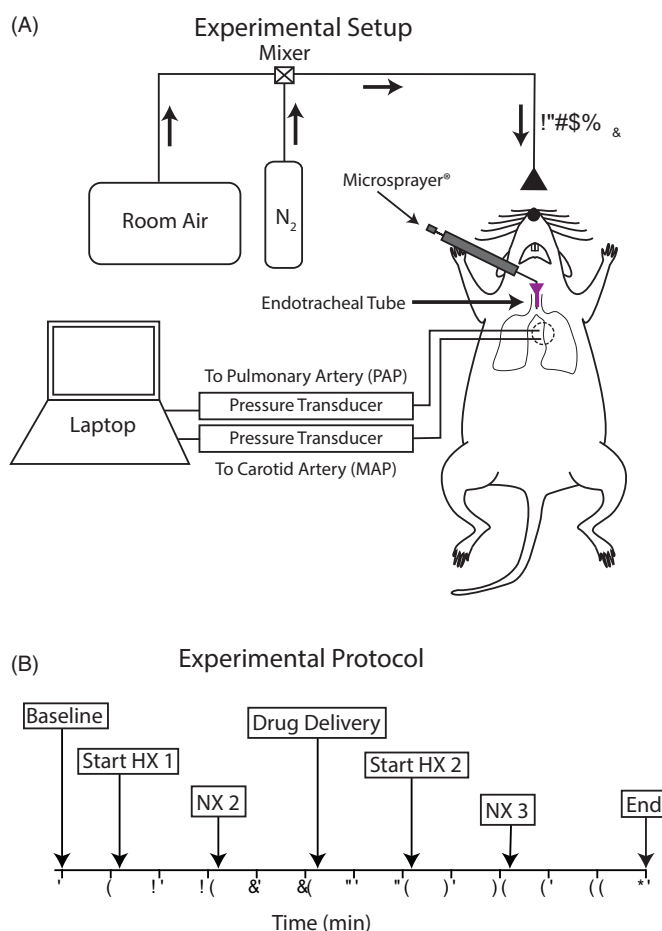 (A)
Experimental Setup
Mixer
!"#$% &
Microsprayer®
Room Air
N2
Endotracheal Tube
To Pulmonary Artery (PAP)
Pressure Transducer
Laptop
Pressure Transducer
To Carotid Artery (MAP)
(B)
Experimental Protocol
Baseline
Drug Delivery
Start HX 1
Start HX 2
NX 2
NX 3
End
' ( !' !( &' &( "' "( )' )( (' (( *'
Time (min)